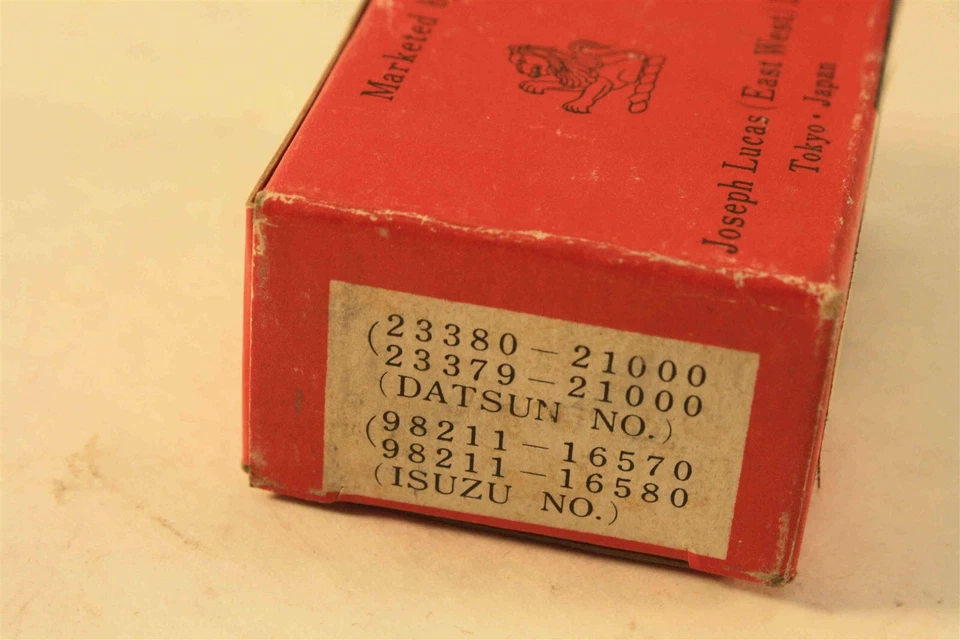 Marketed
Joseph Lucas (East West)
Tokyo · Japan
(23380-21000
23379-21000
(DATSUN NO.)
(98211-16570
98211-16580
(ISUZU NO.)